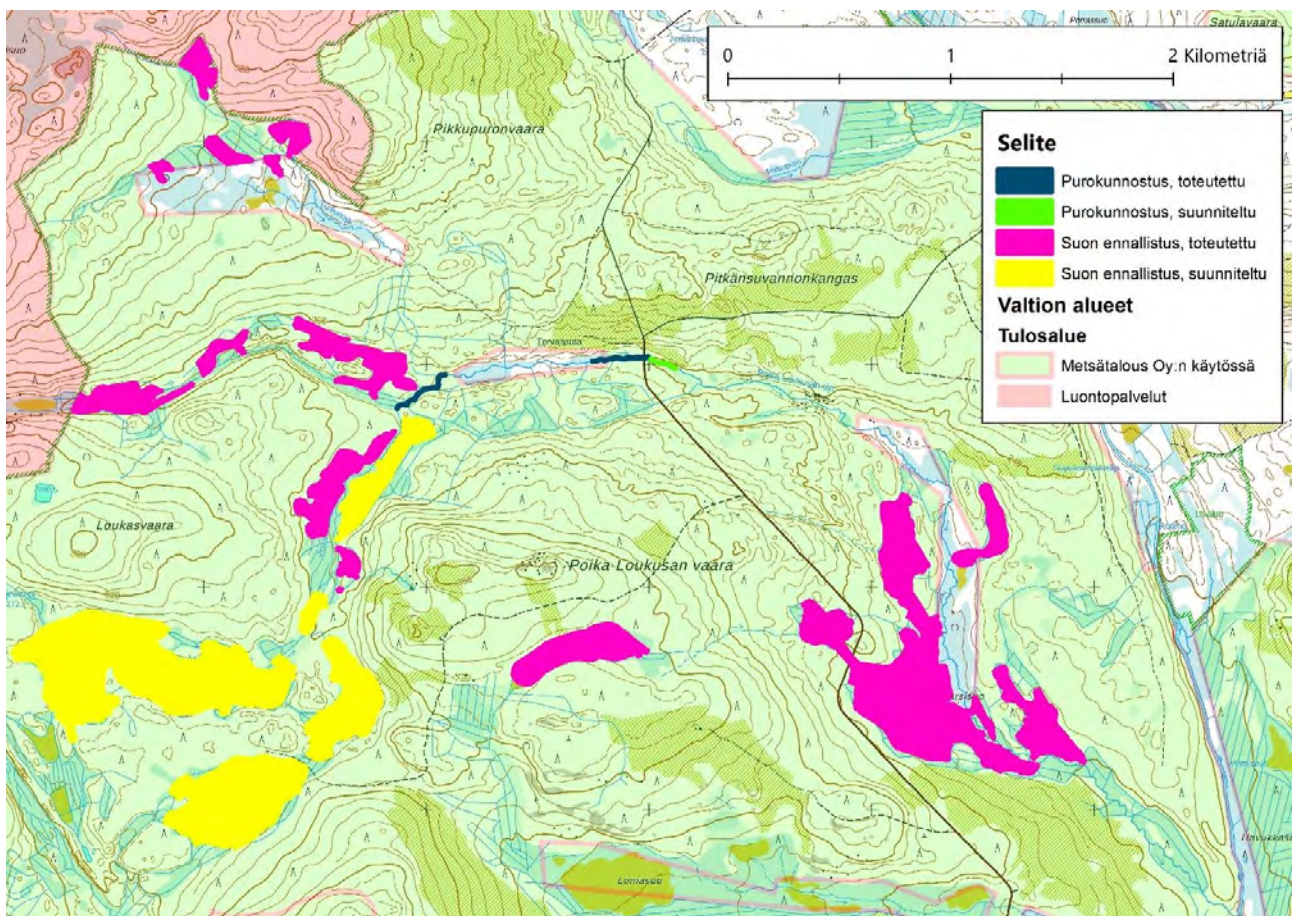 Satulavaara
0 1 2 Kilometriä
Selite
Purokunnostus, toteutettu
Purokunnostus, suunniteltu
Suon ennallistus, toteutettu
Suon ennallistus, suunniteltu
Valtion alueet
Tulosalue
Metsätalous Oy:n käytössä
Luontopalvelut
Pikkupuronvaara
Pitkänsuvannonkangas
Loukasvaara
Poika-Loukusan vaara
Lomasuo